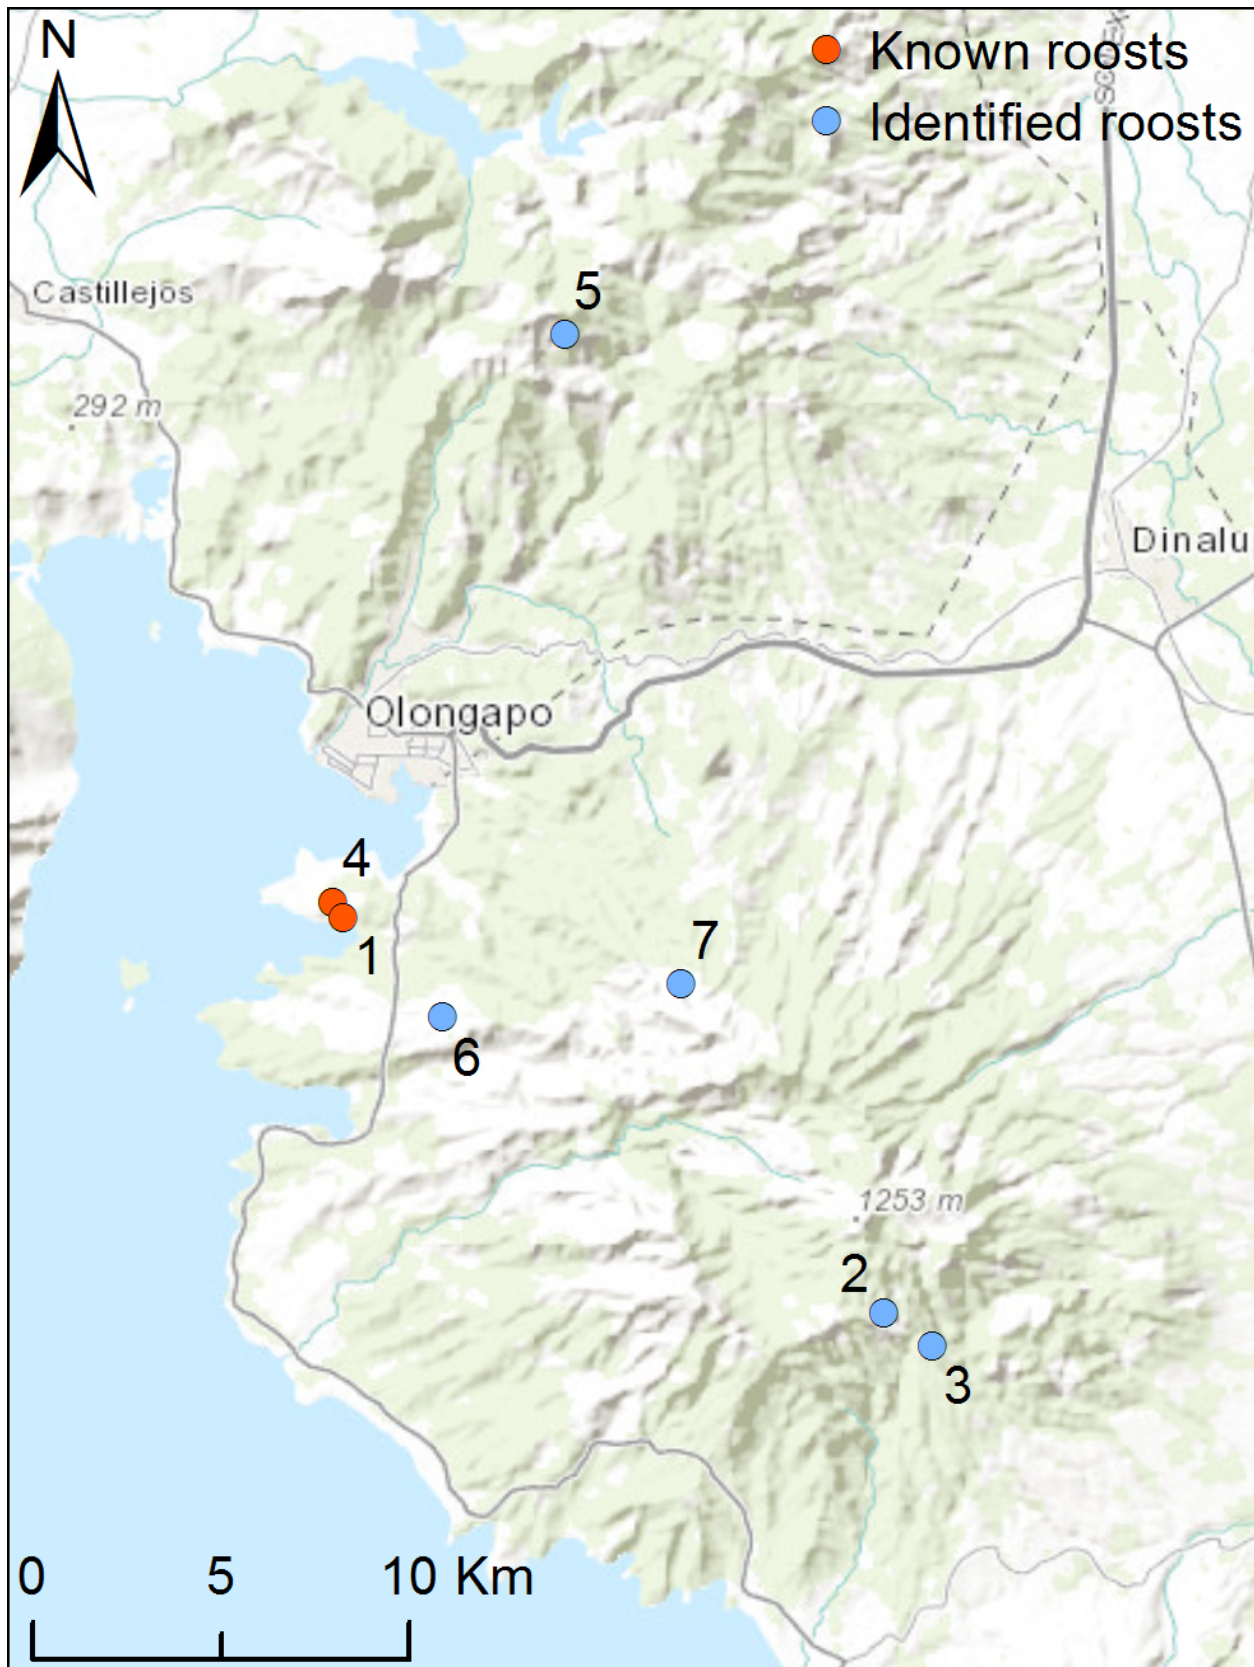 N
Known roosts
Identified roosts
5
Castillejos
292 m
Dinalu
Olongapo
4
1
7
6
1253 m
2
3
0 5 10 Km